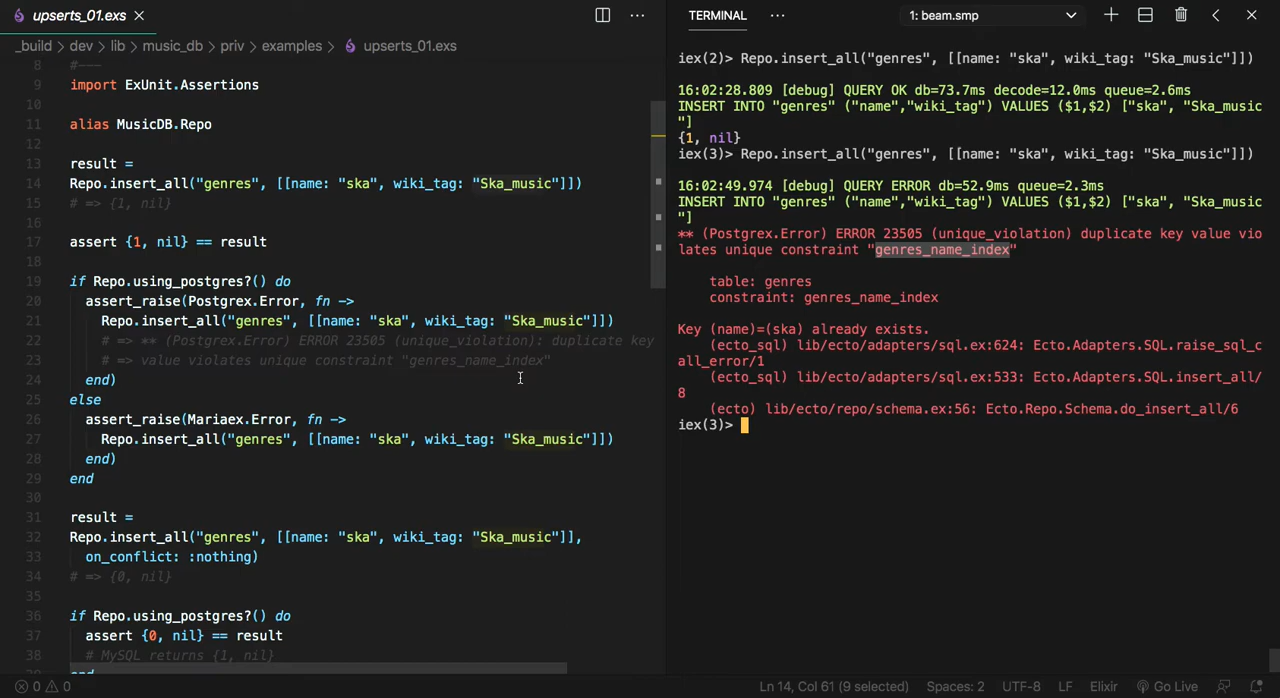 upserts_01.exs
_build > dev > lib > music_db > priv > examples > upserts_01.exs
8 #---
9 import ExUnit.Assertions
10
11 alias MusicDB.Repo
12
13 result =
14 Repo.insert_all("genres", [[name: "ska", wiki_tag: "Ska_music"]])
15 # => {1, nil}
16
17 assert {1, nil} == result
18
19 if Repo.using_postgres?() do
20 assert_raise(Postgrex.Error, fn ->
21 Repo.insert_all("genres", [[name: "ska", wiki_tag: "Ska_music"]])
22 # => ** (Postgrex.Error) ERROR 23505 (unique_violation): duplicate key
23 # => value violates unique constraint "genres_name_index"
24 end)
25 else
26 assert_raise(Mariaex.Error, fn ->
27 Repo.insert_all("genres", [[name: "ska", wiki_tag: "Ska_music"]])
28 end)
29 end
30
31 result =
32 Repo.insert_all("genres", [[name: "ska", wiki_tag: "Ska_music"]],
33 on_conflict: :nothing)
34 # => {0, nil}
35
36 if Repo.using_postgres?() do
37 assert {0, nil} == result
38 # MySQL returns {1, nil}
TERMINAL
1: beam.smp
iex(2)> Repo.insert_all("genres", [[name: "ska", wiki_tag: "Ska_music"]])
16:02:28.809 [debug] QUERY OK db=73.7ms decode=12.0ms queue=2.6ms
INSERT INTO "genres" ("name","wiki_tag") VALUES ($1,$2) ["ska", "Ska_music
"]
{1, nil}
iex(3)> Repo.insert_all("genres", [[name: "ska", wiki_tag: "Ska_music"]])
16:02:49.974 [debug] QUERY ERROR db=52.9ms queue=2.3ms
INSERT INTO "genres" ("name","wiki_tag") VALUES ($1,$2) ["ska", "Ska_music
"]
** (Postgrex.Error) ERROR 23505 (unique_violation) duplicate key value vio
lates unique constraint "genres_name_index"
table: genres
constraint: genres_name_index
Key (name)=(ska) already exists.
(ecto_sql) lib/ecto/adapters/sql.ex:624: Ecto.Adapters.SQL.raise_sql_c
all_error/1
(ecto_sql) lib/ecto/adapters/sql.ex:533: Ecto.Adapters.SQL.insert_all/
8
(ecto) lib/ecto/repo/schema.ex:56: Ecto.Repo.Schema.do_insert_all/6
iex(3)>
0 0
Ln 14, Col 61 (9 selected) Spaces: 2 UTF-8 LF Elixir Go Live